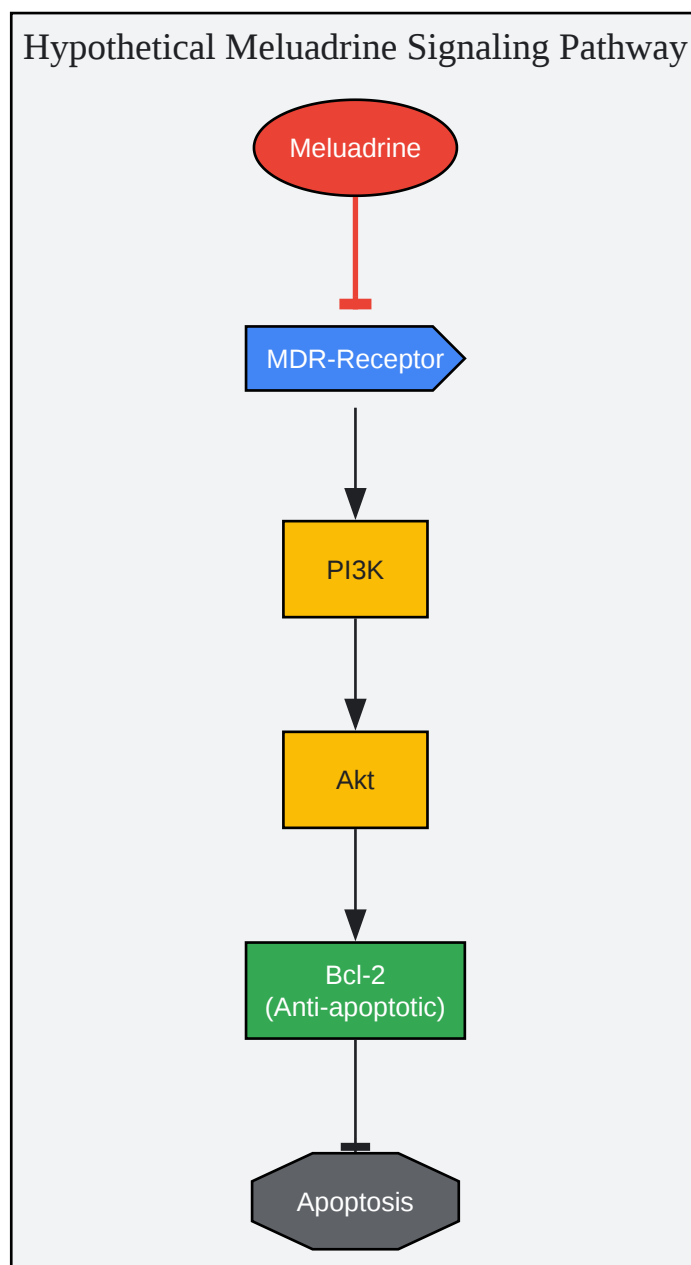 Hypothetical Meluadrine Signaling Pathway
Meluadrine
MDR-Receptor
PI3K
Akt
Bcl-2
(Anti-apoptotic)
Apoptosis